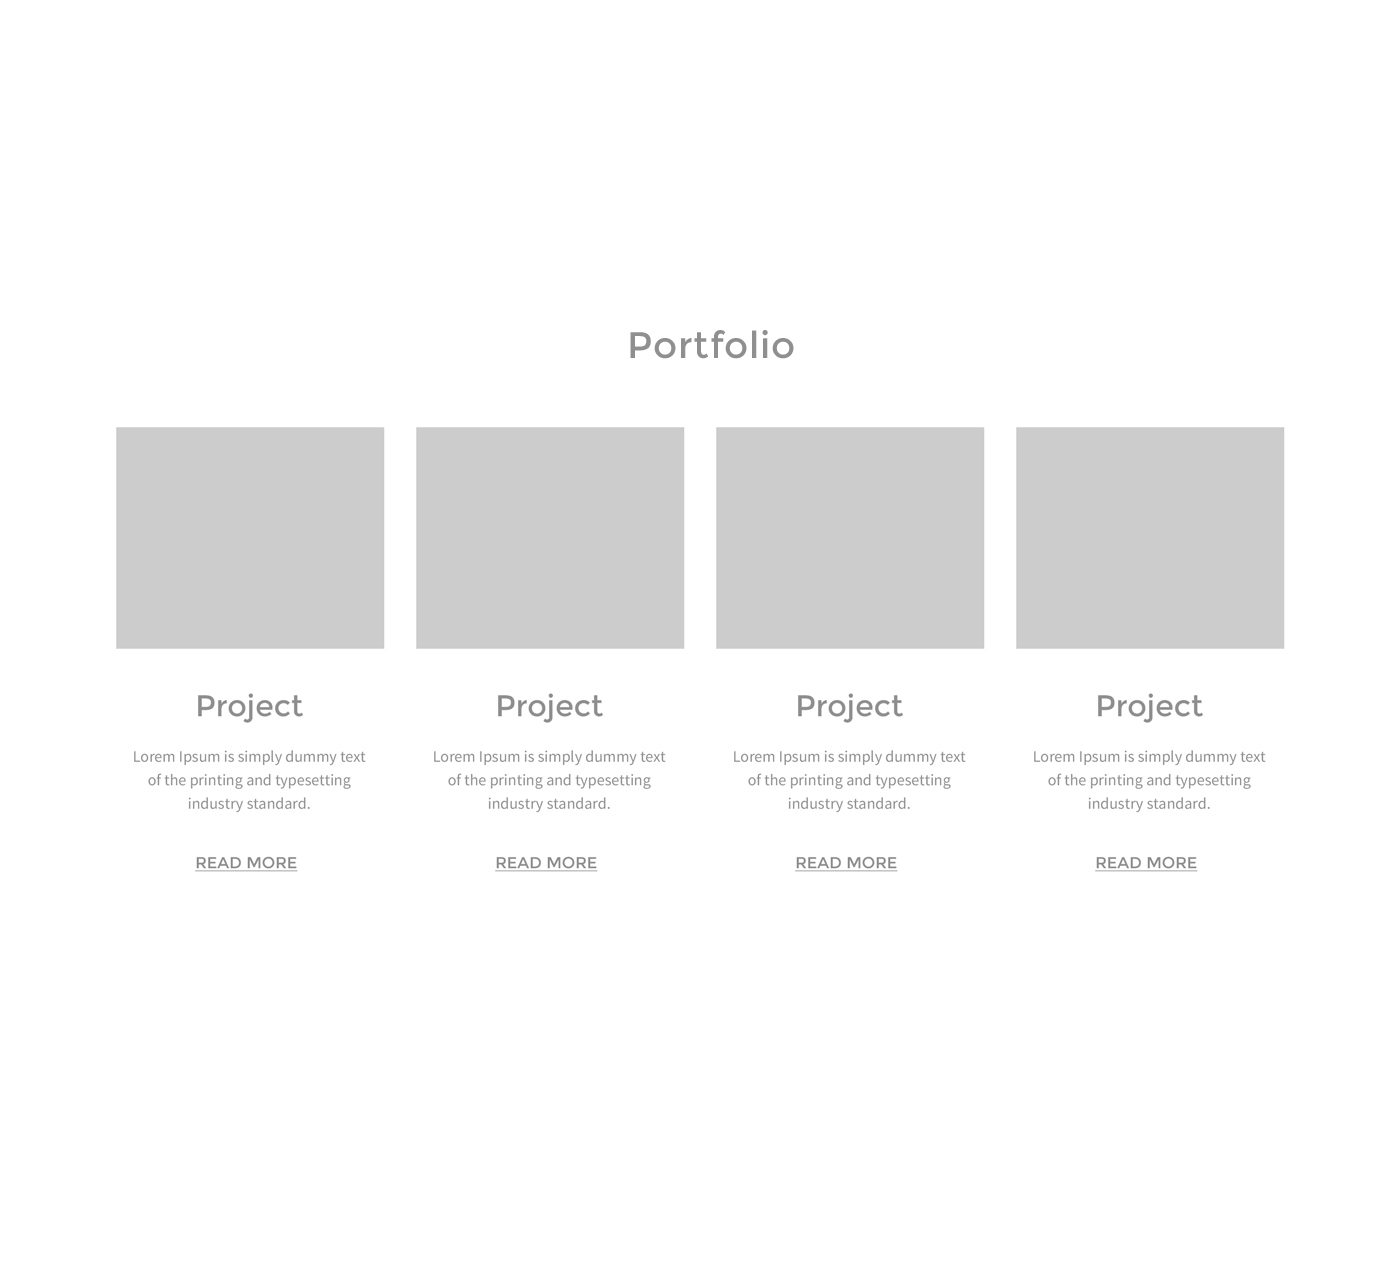 Portfolio
Project
Lorem Ipsum is simply dummy text
of the printing and typesetting
industry standard.
READ MORE
Project
Lorem Ipsum is simply dummy text
of the printing and typesetting
industry standard.
READ MORE
Project
Lorem Ipsum is simply dummy text
of the printing and typesetting
industry standard.
READ MORE
Project
Lorem Ipsum is simply dummy text
of the printing and typesetting
industry standard.
READ MORE